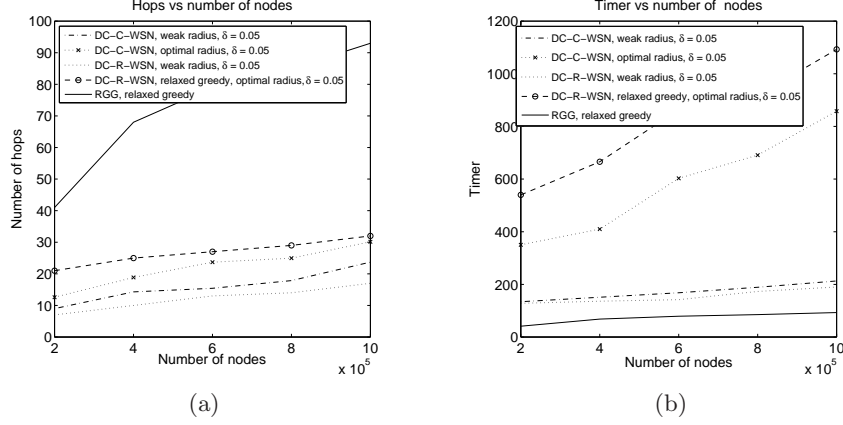 Hops vs number of nodes
100
90
80
70
60
50
40
30
20
10
0
Number of hops
DC−C−WSN, weak radius, δ = 0.05
DC−C−WSN, optimal radius, δ = 0.05
DC−R−WSN, weak radius, δ = 0.05
DC−R−WSN, relaxed greedy, optimal radius, δ = 0.05
RGG, relaxed greedy
2
4
6
8
10
Number of nodes
x 10^5
(a)
Timer vs number of nodes
1200
1000
800
600
400
200
0
Timer
DC−C−WSN, weak radius, δ = 0.05
DC−C−WSN, optimal radius, δ = 0.05
DC−R−WSN, weak radius, δ = 0.05
DC−R−WSN, relaxed greedy, optimal radius, δ = 0.05
RGG, relaxed greedy
2
4
6
8
10
Number of nodes
x 10^5
(b)